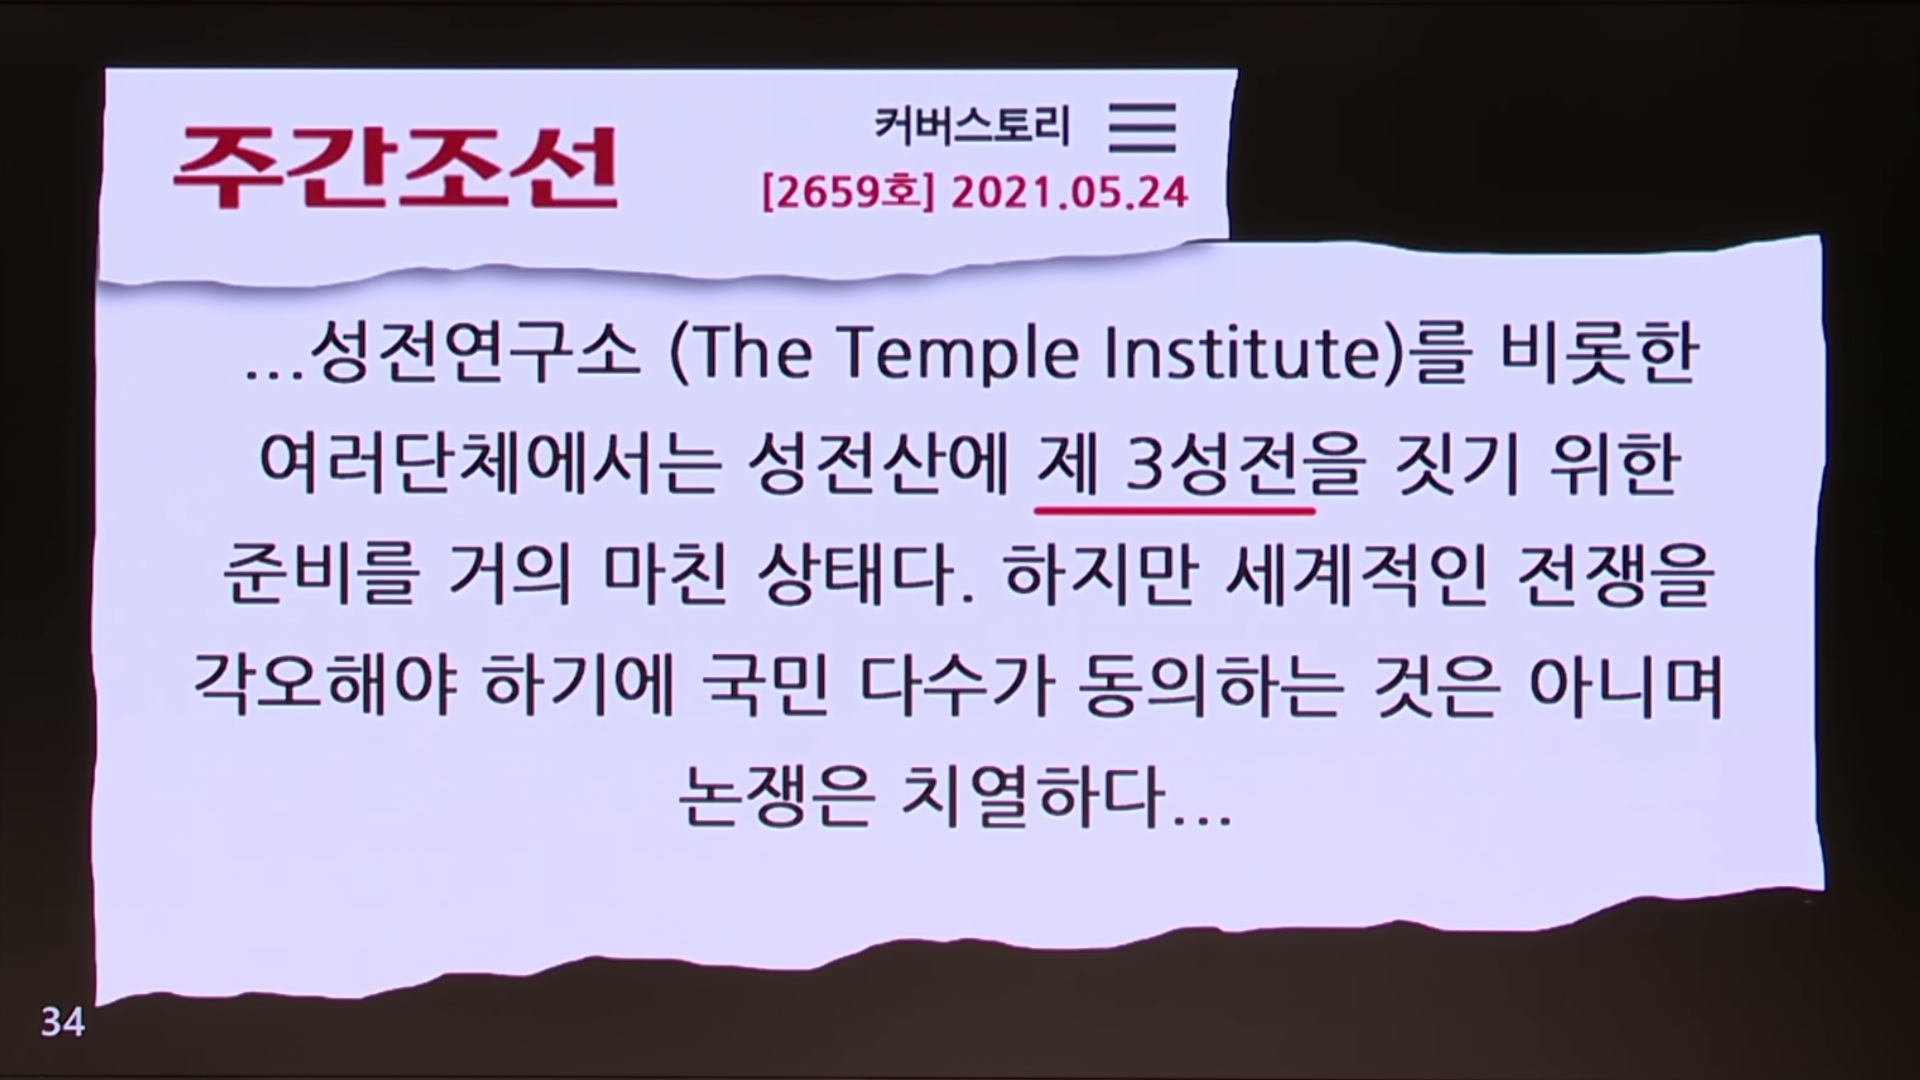 주간조선
커버스토리
[2659호] 2021.05.24
...성전연구소 (The Temple Institute)를 비롯한
여러단체에서는 성전산에 제 3성전을 짓기 위한
준비를 거의 마친 상태다. 하지만 세계적인 전쟁을
각오해야 하기에 국민 다수가 동의하는 것은 아니며
논쟁은 치열하다...
34